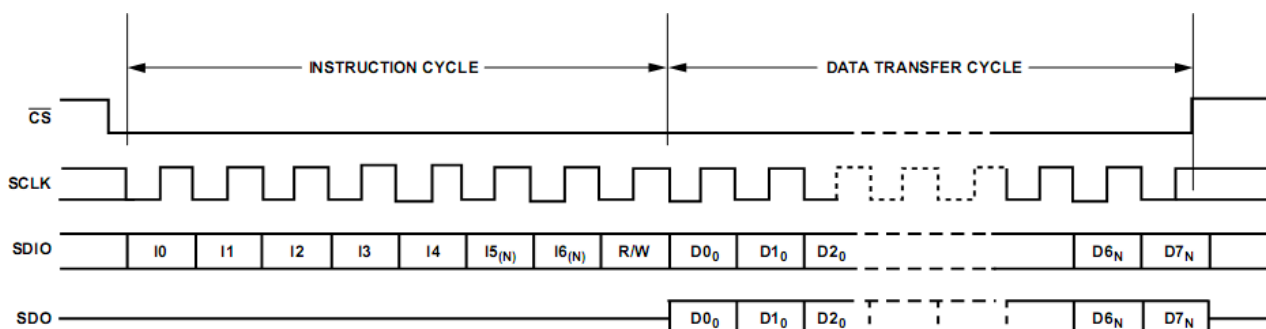 INSTRUCTION CYCLE DATA TRANSFER CYCLE
CS
SCLK
SDIO I0 I1 I2 I3 I4 I5(N) I6(N) R/W D0₀ D1₀ D2₀ D6N D7N
SDO D0₀ D1₀ D2₀ D6N D7N